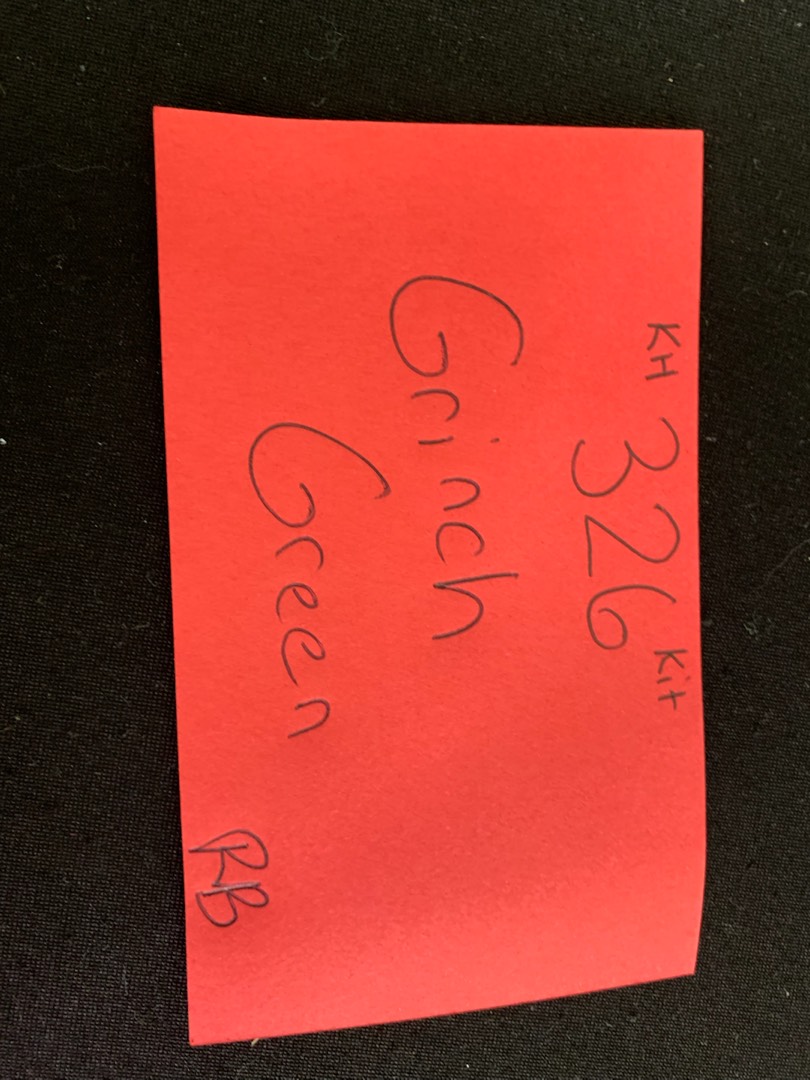 KH 326 Kit
Grinch
Green
RB